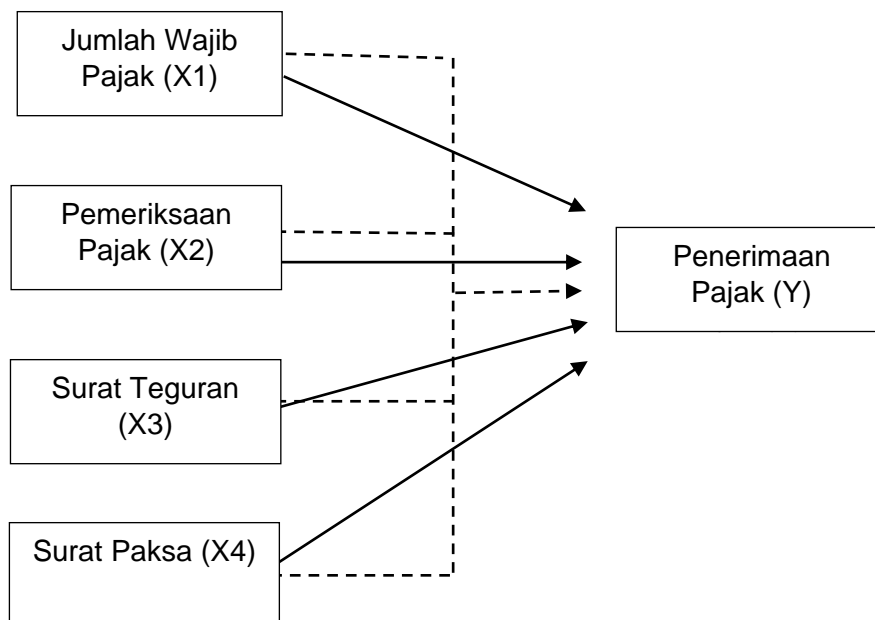 Jumlah Wajib
Pajak (X1)
Pemeriksaan
Pajak (X2)
Penerimaan
Pajak (Y)
Surat Teguran
(X3)
Surat Paksa (X4)